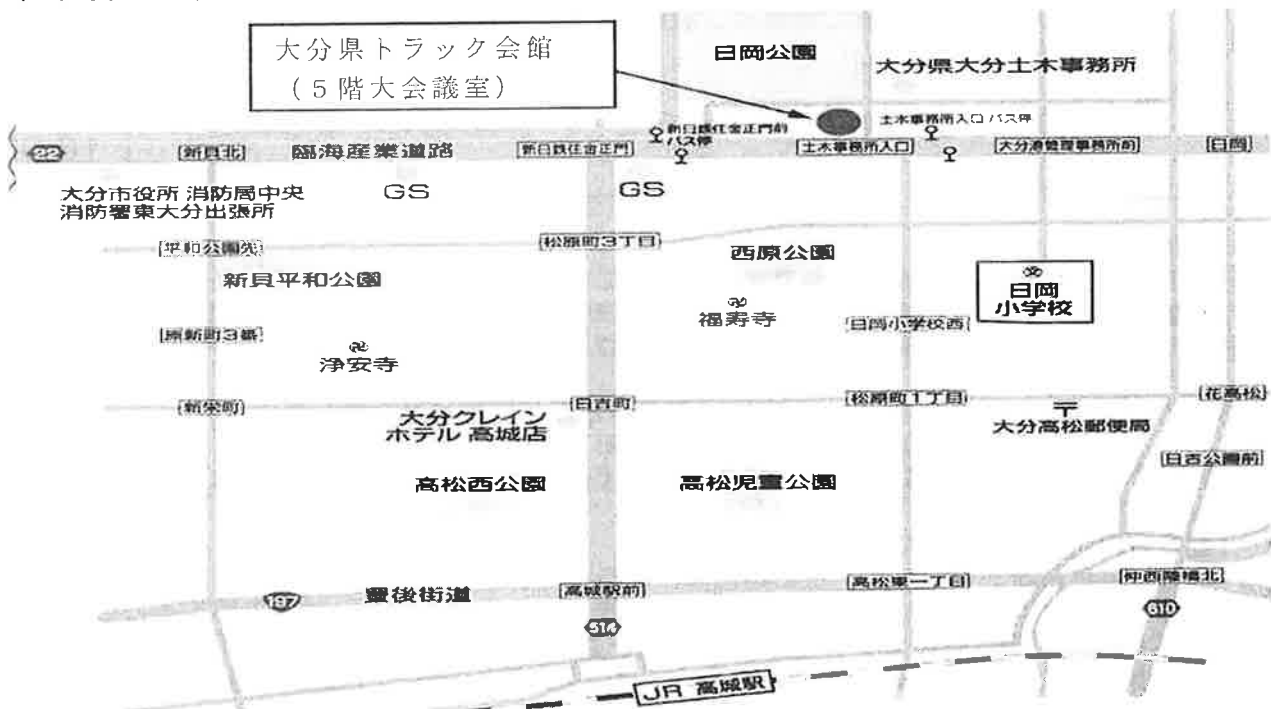 大分県トラック会館
(5階大会議室)
日岡公園
大分県大分土木事務所
新日鉄住金正門前
バス停
土木事務所入口 バス停
22
新貝北
臨海産業道路
新日鉄住金正門
土木事務所入口
大分港管理事務所前
日岡
大分市役所 消防局中央
消防署東大分出張所
GS
GS
平和公園先
松原町3丁目
西原公園
新貝平和公園
日岡
小学校
福寿寺
日岡小学校西
原新町3番
浄安寺
新栄町
日吉町
松原町1丁目
花高松
大分クレイン
ホテル 高城店
〒
大分高松郵便局
日吉公園前
高松西公園
高松児童公園
197
豊後街道
高城駅前
高松東一丁目
仲西陸橋北
514
610
JR 高城駅